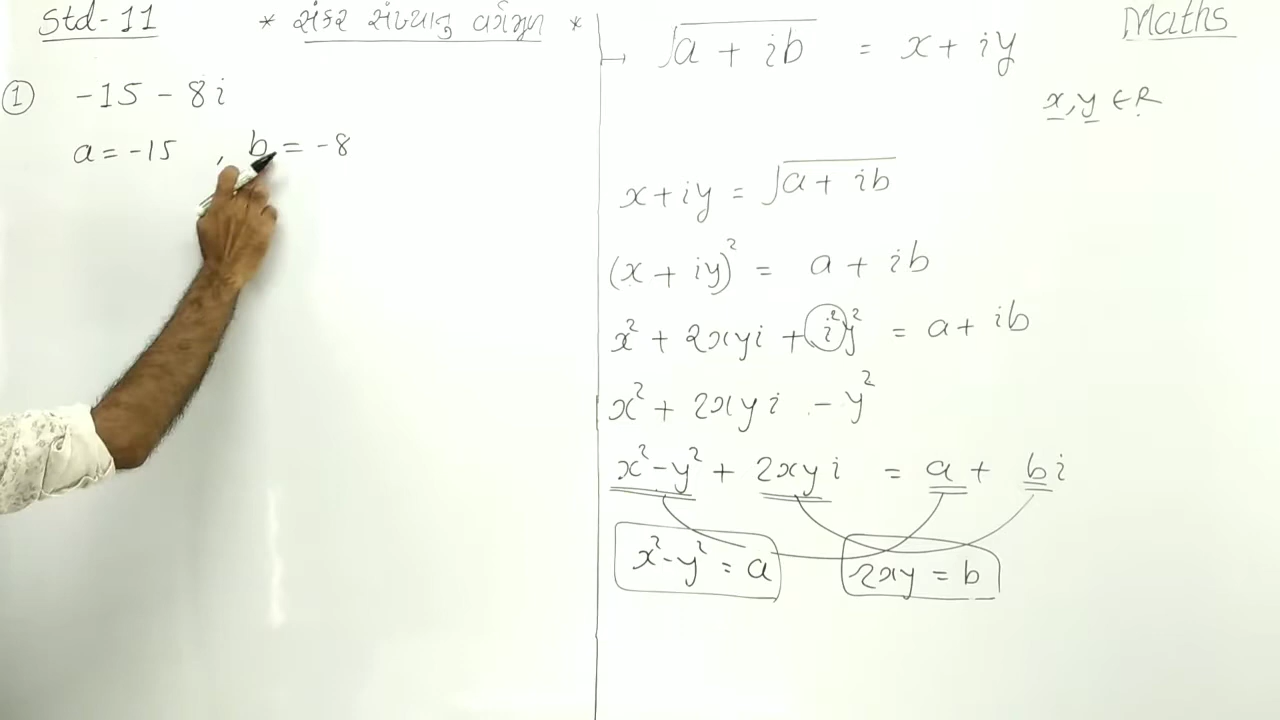 Std-11
* સંકર સંખ્યાનુ વર્ગમૂળ *
Maths
① -15 - 8i
a = -15 , b = -8
→ √(a + ib) = x + iy
x, y ∈ R
x + iy = √(a + ib)
(x + iy)² = a + ib
x² + 2xyi + i²y² = a + ib
x² + 2xyi - y²
x² - y² + 2xyi = a + bi
x² - y² = a
2xy = b